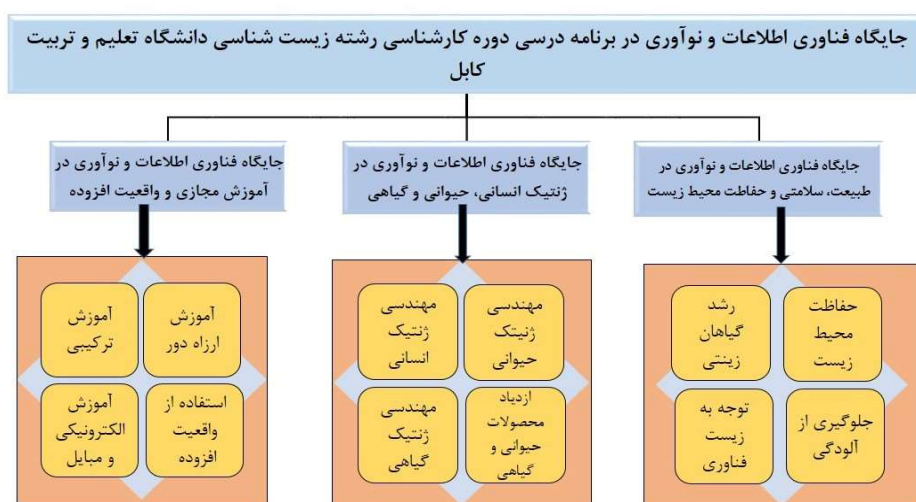 جایگاه فناوری اطلاعات و نوآوری در برنامه درسی دوره کارشناسی رشته زیست شناسی دانشگاه تعلیم و تربیت
کابل
جایگاه فناوری اطلاعات و نوآوری در
طبیعت، سلامتی و حفاطت محیط زیست
جایگاه فناوری اطلاعات و نوآوری در
ژنتیک انسانی، حیوانی و گیاهی
جایگاه فناوری اطلاعات و نوآوری در
آموزش مجازی و واقعیت افزوده
حفاظت
محیط
زیست
رشد
گیاهان
زینتی
جلوگیری از
آلودگی
توجه به
زیست
فناوری
مهندسی
ژنیتک
حیوانی
مهندسی
ژنتیک
انسانی
ازدیاد
محصولات
حیوانی و
گیاهی
مهندسی
ژنتیک
گیاهی
آموزش
ارزاه دور
آموزش
ترکیبی
استفاده از
واقعیت
افزوده
آموزش
الکترونیکی
و مبایل